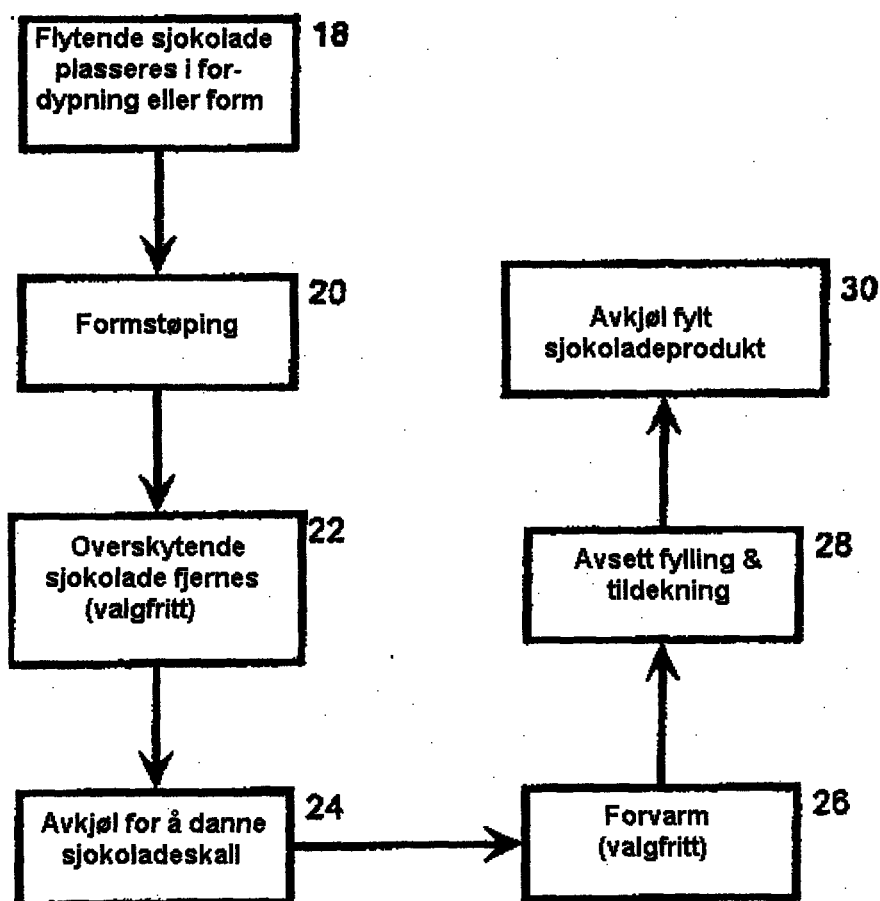 Flytende sjokolade
plasseres i for-
dypning eller form
18
Formstøping
20
Overskytende
sjokolade fjernes
(valgfritt)
22
Avkjøl for å danne
sjokoladeskall
24
Forvarm
(valgfritt)
26
Avsett fylling &
tildekning
28
Avkjøl fylt
sjokoladeprodukt
30